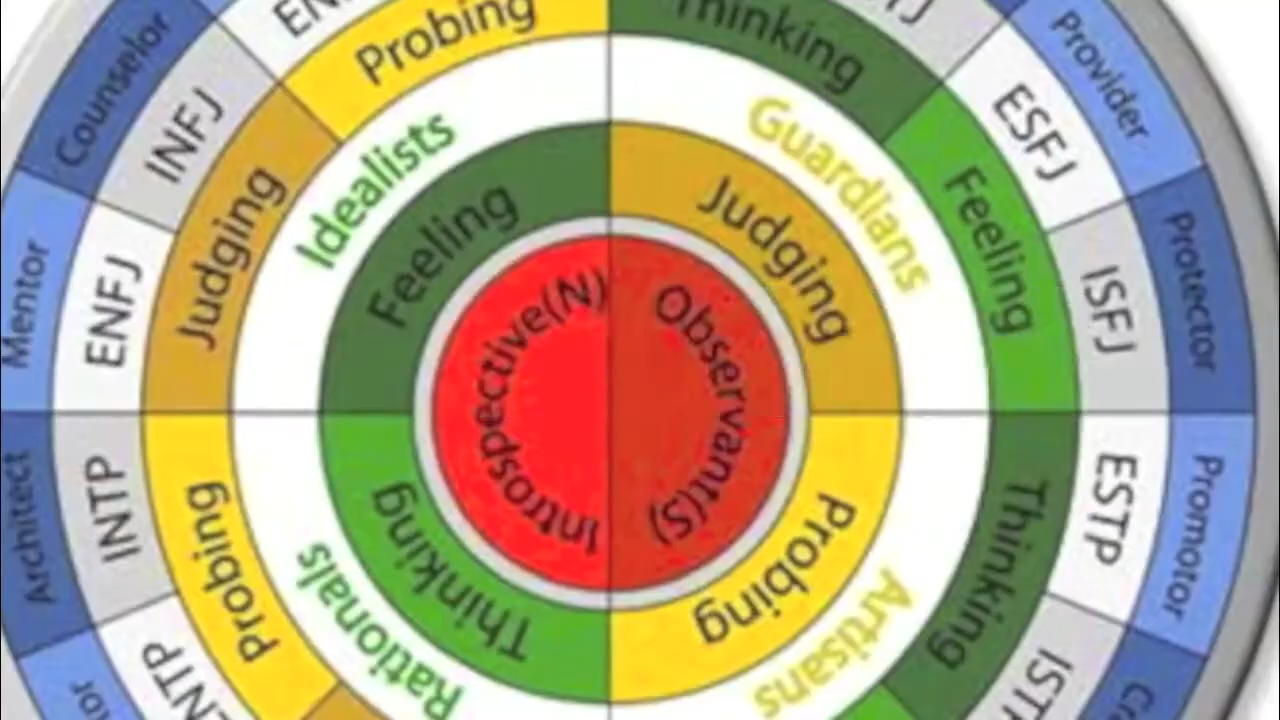 Counselor
INFJ
Probing
Thinking
Provider
ESFJ
Judging
Idealists
Guardians
Feeling
Protector
ISFJ
Mentor
ENFJ
Feeling
Judging
Introspective(N)
Observant(S)
Architect
INTP
Probing
Thinking
Rationals
Probing
Artisans
Thinking
ESTP
Promotor
ENTP